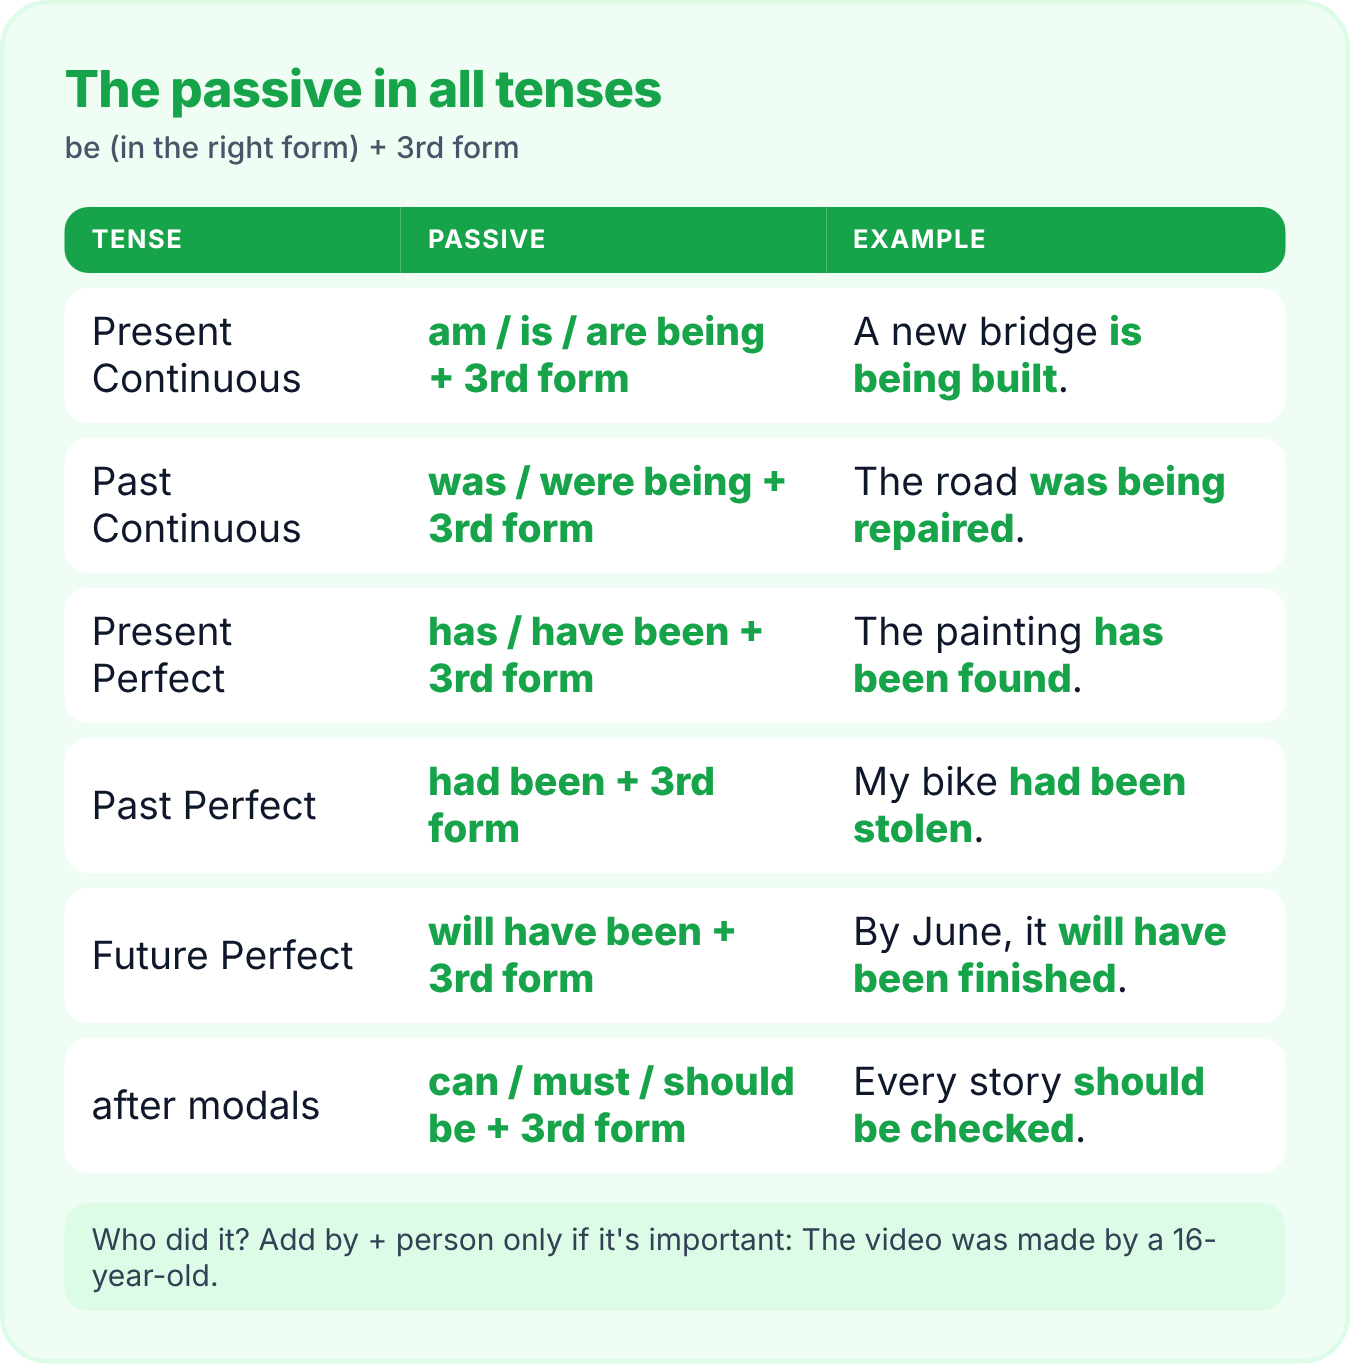 The passive in all tenses
be (in the right form) + 3rd form
TENSE PASSIVE EXAMPLE
Present Continuous
am / is / are being
+ 3rd form
A new bridge is
being built.
Past Continuous
was / were being +
3rd form
The road was being
repaired.
Present Perfect
has / have been +
3rd form
The painting has
been found.
Past Perfect
had been + 3rd
form
My bike had been
stolen.
Future Perfect
will have been +
3rd form
By June, it will have
been finished.
after modals
can / must / should
be + 3rd form
Every story should
be checked.
Who did it? Add by + person only if it's important: The video was made by a 16-
year-old.